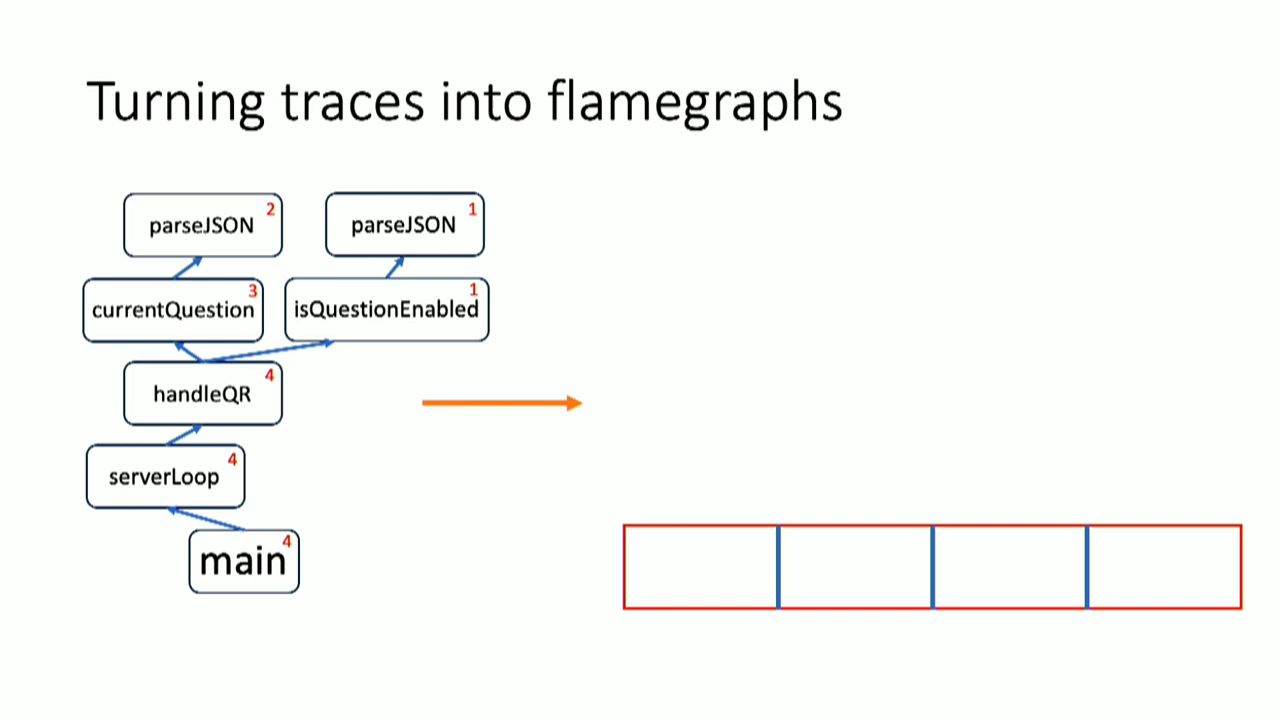 Turning traces into flamegraphs
parseJSON 2
parseJSON 1
currentQuestion 3
isQuestionEnabled 1
handleQR 4
serverLoop 4
main 4